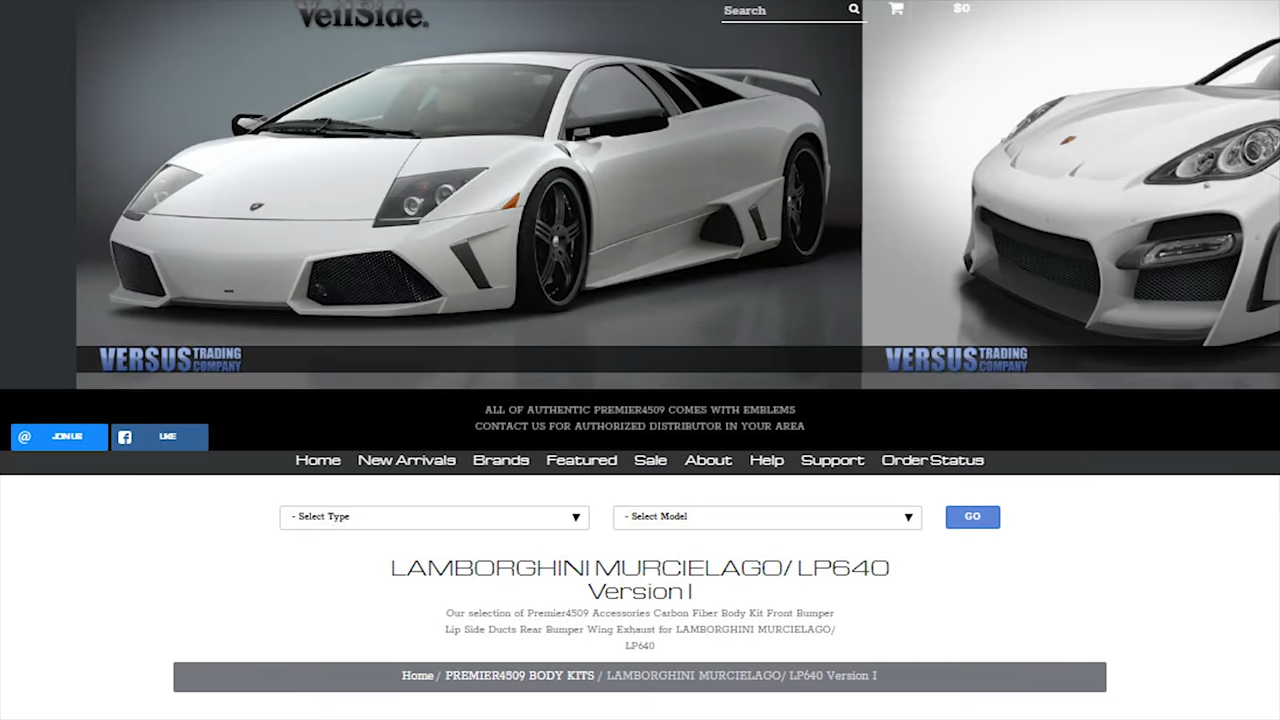 VeilSide.
Search
$0
VERSUS TRADING COMPANY
VERSUS TRADING COMPANY
ALL OF AUTHENTIC PREMIER4509 COMES WITH EMBLEMS
CONTACT US FOR AUTHORIZED DISTRIBUTOR IN YOUR AREA
@ JOIN US
LIKE
Home New Arrivals Brands Featured Sale About Help Support Order Status
- Select Type
- Select Model
GO
LAMBORGHINI MURCIELAGO/ LP640
Version I
Our selection of Premier4509 Accessories Carbon Fiber Body Kit Front Bumper
Lip Side Ducts Rear Bumper Wing Exhaust for LAMBORGHINI MURCIELAGO/
LP640
Home / PREMIER4509 BODY KITS / LAMBORGHINI MURCIELAGO/ LP640 Version I